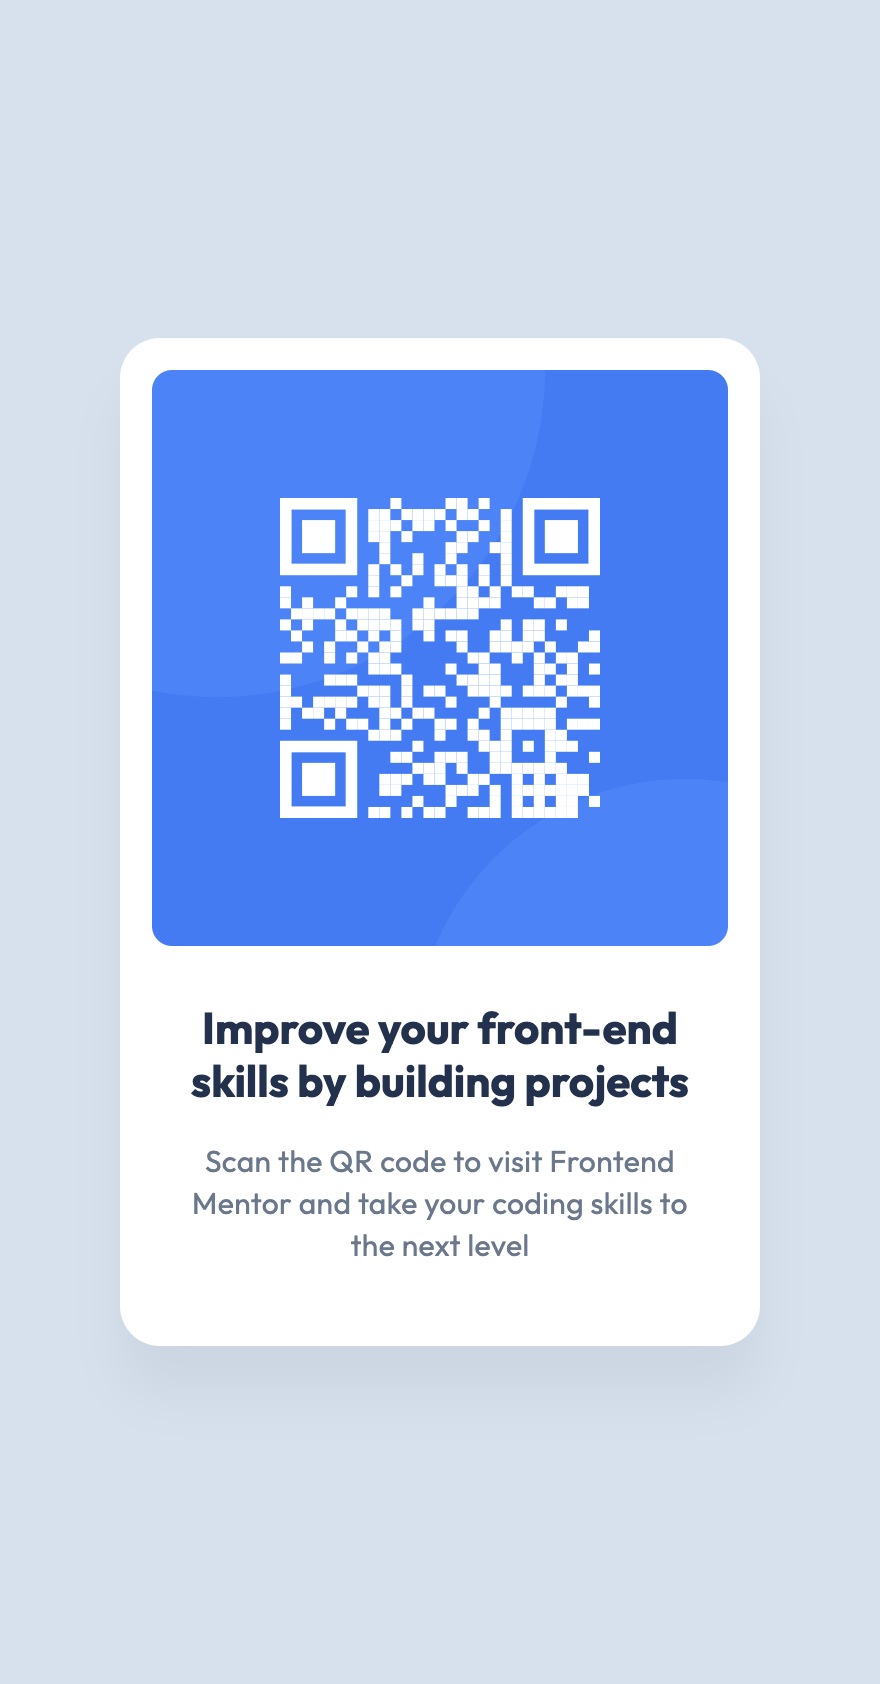 Improve your front-end
skills by building projects
Scan the QR code to visit Frontend
Mentor and take your coding skills to
the next level